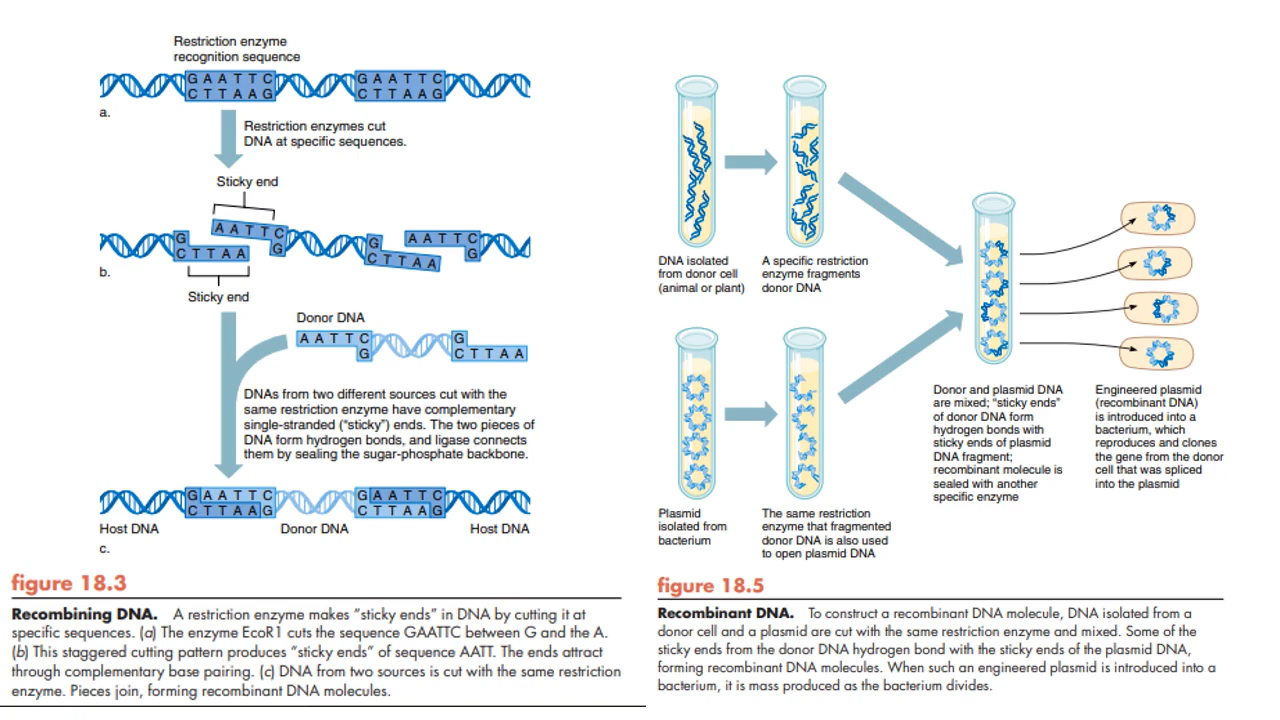 Restriction enzyme
recognition sequence
G A A T T C
C T T A A G
G A A T T C
C T T A A G
a.
Restriction enzymes cut
DNA at specific sequences.
Sticky end
G
C T T A A
A A T T C
G
G
C T T A A
A A T T C
G
b.
Sticky end
Donor DNA
A A T T C
G
G
C T T A A
DNAs from two different sources cut with the
same restriction enzyme have complementary
single-stranded ("sticky") ends. The two pieces of
DNA form hydrogen bonds, and ligase connects
them by sealing the sugar-phosphate backbone.
G A A T T C
C T T A A G
G A A T T C
C T T A A G
Host DNA
Donor DNA
Host DNA
c.
figure 18.3
Recombining DNA. A restriction enzyme makes "sticky ends" in DNA by cutting it at
specific sequences. (a) The enzyme EcoR1 cuts the sequence GAATTC between G and the A.
(b) This staggered cutting pattern produces "sticky ends" of sequence AATT. The ends attract
through complementary base pairing. (c) DNA from two sources is cut with the same restriction
enzyme. Pieces join, forming recombinant DNA molecules.
DNA isolated
from donor cell
(animal or plant)
A specific restriction
enzyme fragments
donor DNA
Plasmid
isolated from
bacterium
The same restriction
enzyme that fragmented
donor DNA is also used
to open plasmid DNA
Donor and plasmid DNA
are mixed; "sticky ends"
of donor DNA form
hydrogen bonds with
sticky ends of plasmid
DNA fragment;
recombinant molecule is
sealed with another
specific enzyme
Engineered plasmid
(recombinant DNA)
is introduced into a
bacterium, which
reproduces and clones
the gene from the donor
cell that was spliced
into the plasmid
figure 18.5
Recombinant DNA. To construct a recombinant DNA molecule, DNA isolated from a
donor cell and a plasmid are cut with the same restriction enzyme and mixed. Some of the
sticky ends from the donor DNA hydrogen bond with the sticky ends of the plasmid DNA,
forming recombinant DNA molecules. When such an engineered plasmid is introduced into a
bacterium, it is mass produced as the bacterium divides.